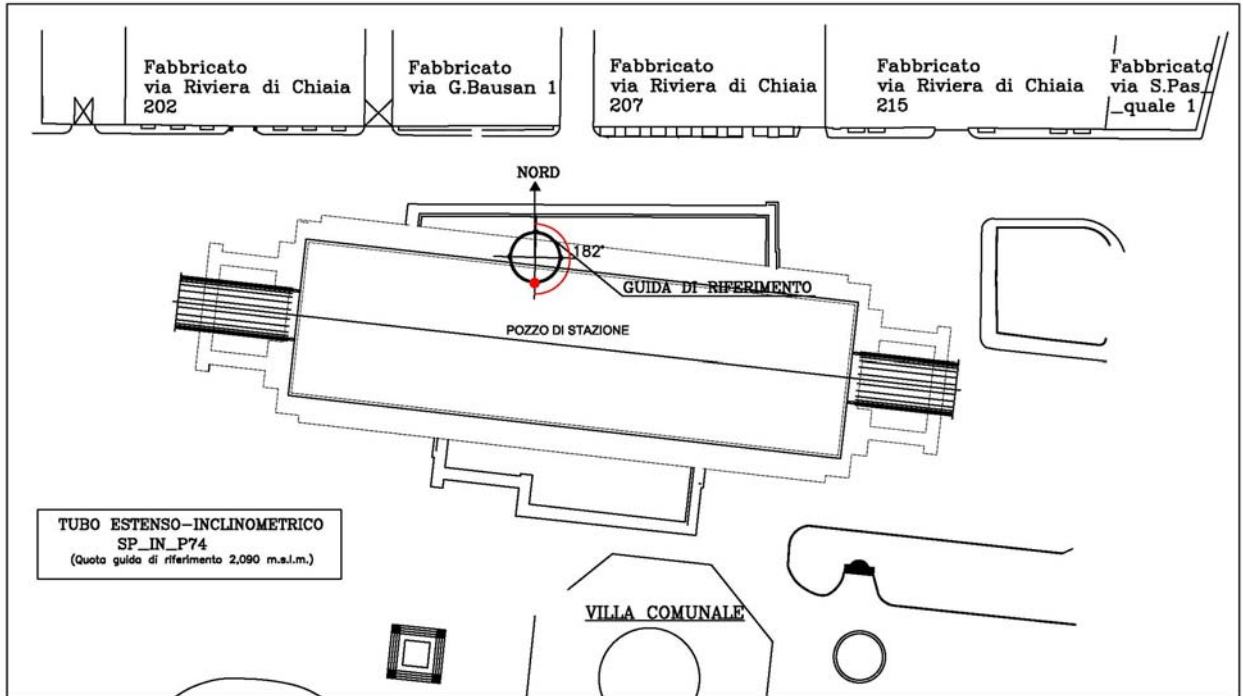 Fabbricato
via Riviera di Chiaia
202
Fabbricato
via G.Bausan 1
Fabbricato
via Riviera di Chiaia
207
Fabbricato
via Riviera di Chiaia
215
Fabbricato
via S.Pas_
_quale 1
NORD
182°
GUIDA DI RIFERIMENTO
POZZO DI STAZIONE
TUBO ESTENSO-INCLINOMETRICO
SP_IN_P74
(Quota guida di riferimento 2,090 m.s.l.m.)
VILLA COMUNALE